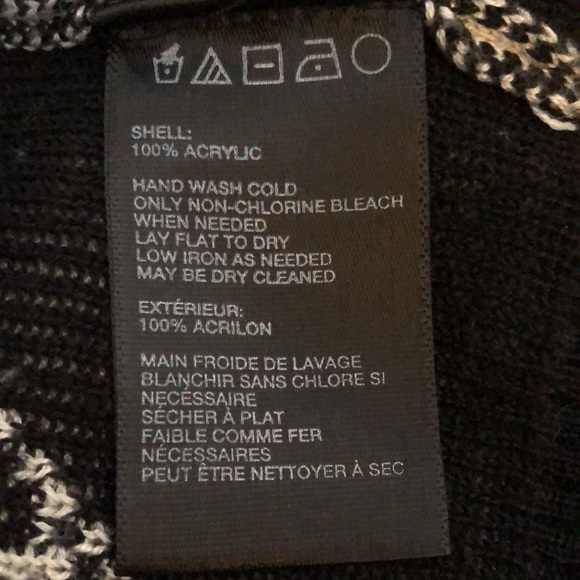 SHELL:
100% ACRYLIC
HAND WASH COLD
ONLY NON-CHLORINE BLEACH
WHEN NEEDED
LAY FLAT TO DRY
LOW IRON AS NEEDED
MAY BE DRY CLEANED
EXTÉRIEUR:
100% ACRILON
MAIN FROIDE DE LAVAGE
BLANCHIR SANS CHLORE SI
NÉCESSAIRE
SÉCHER À PLAT
FAIBLE COMME FER
NÉCESSAIRES
PEUT ÊTRE NETTOYER À SEC